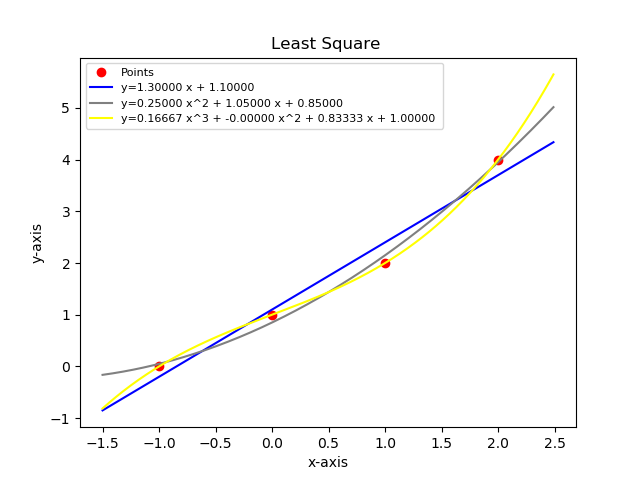 Least Square
Points
y=1.30000 x + 1.10000
y=0.25000 x^2 + 1.05000 x + 0.85000
y=0.16667 x^3 + -0.00000 x^2 + 0.83333 x + 1.00000
y-axis
5
4
3
2
1
0
−1
−1.5 −1.0 −0.5 0.0 0.5 1.0 1.5 2.0 2.5
x-axis